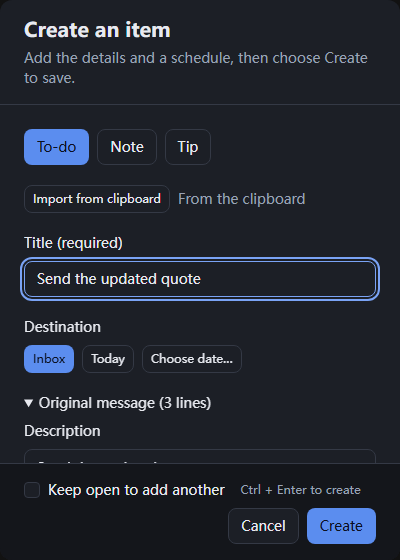 Create an item
Add the details and a schedule, then choose Create
to save.
To-do
Note
Tip
Import from clipboard
From the clipboard
Title (required)
Send the updated quote
Destination
Inbox
Today
Choose date...
▼ Original message (3 lines)
Description
Keep open to add another
Ctrl + Enter to create
Cancel
Create